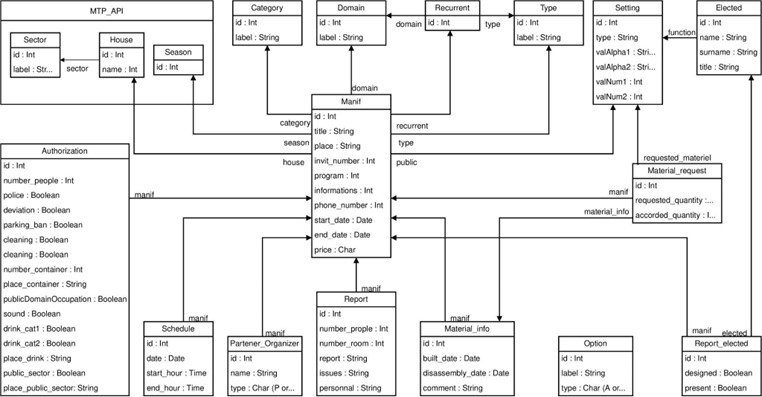 MTP_API
Sector
id : Int
label : Str...
sector
House
id : Int
name : Int
Season
id : Int
Category
id : Int
label : String
Domain
id : Int
label : String
domain
Recurrent
id : Int
type
Type
id : Int
label : String
Setting
id : Int
type : String
valAlpha1 : Stri...
valAlpha2 : Stri...
valNum1 : Int
valNum2 : Int
function
Elected
id : Int
name : String
surname : String
title : String
domain
category
season
house
recurrent
type
public
Manif
id : Int
title : String
place : String
invit_number : Int
program : Int
informations : Int
phone_number : Int
start_date : Date
end_date : Date
price : Char
requested_materiel
Material_request
id : Int
requested_quantity :...
accorded_quantity : I...
manif
material_info
Authorization
id : Int
number_people : Int
police : Boolean
deviation : Boolean
parking_ban : Boolean
cleaning : Boolean
cleaning : Boolean
number_container : Int
place_container : String
publicDomainOccupation : Boolean
sound : Boolean
drink_cat1 : Boolean
drink_cat2 : Boolean
place_drink : String
public_sector : Boolean
place_public_sector: String
manif
manif
Schedule
id : Int
date : Date
start_hour : Time
end_hour : Time
manif
Partener_Organizer
id : Int
name : String
type : Char (P or...
manif
Report
id : Int
number_prople : Int
number_room : Int
report : String
issues : String
personnal : String
manif
Material_info
id : Int
built_date : Date
disassembly_date : Date
comment : String
Option
id : Int
label : String
type : Char (A or...
manif
elected
Report_elected
id : Int
designed : Boolean
present : Boolean